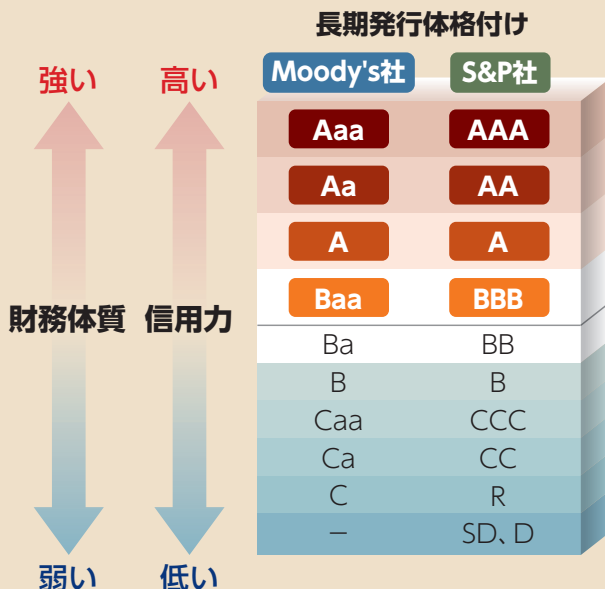 長期発行体格付け
Moody's社 S&P社
強い 高い
Aaa AAA
Aa AA
A A
Baa BBB
財務体質 信用力
Ba BB
B B
Caa CCC
Ca CC
C R
− SD、D
弱い 低い